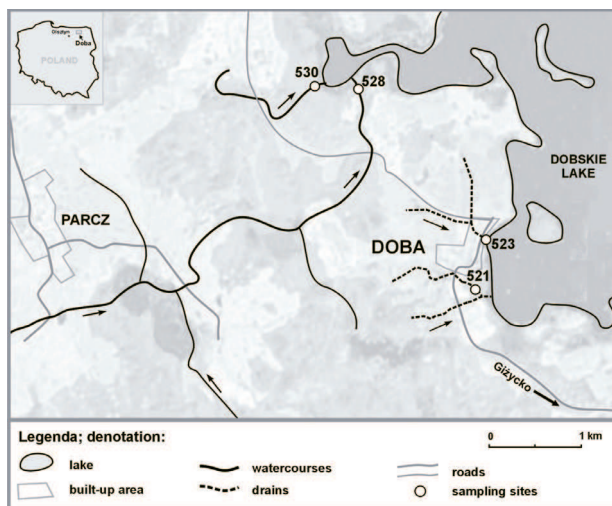 Olsztyn
Doba
POLAND
530
528
DOBSKIE
LAKE
PARCZ
DOBA
523
521
Giżycko
Legenda; denotation:
0 1 km
lake watercourses roads
built-up area drains sampling sites